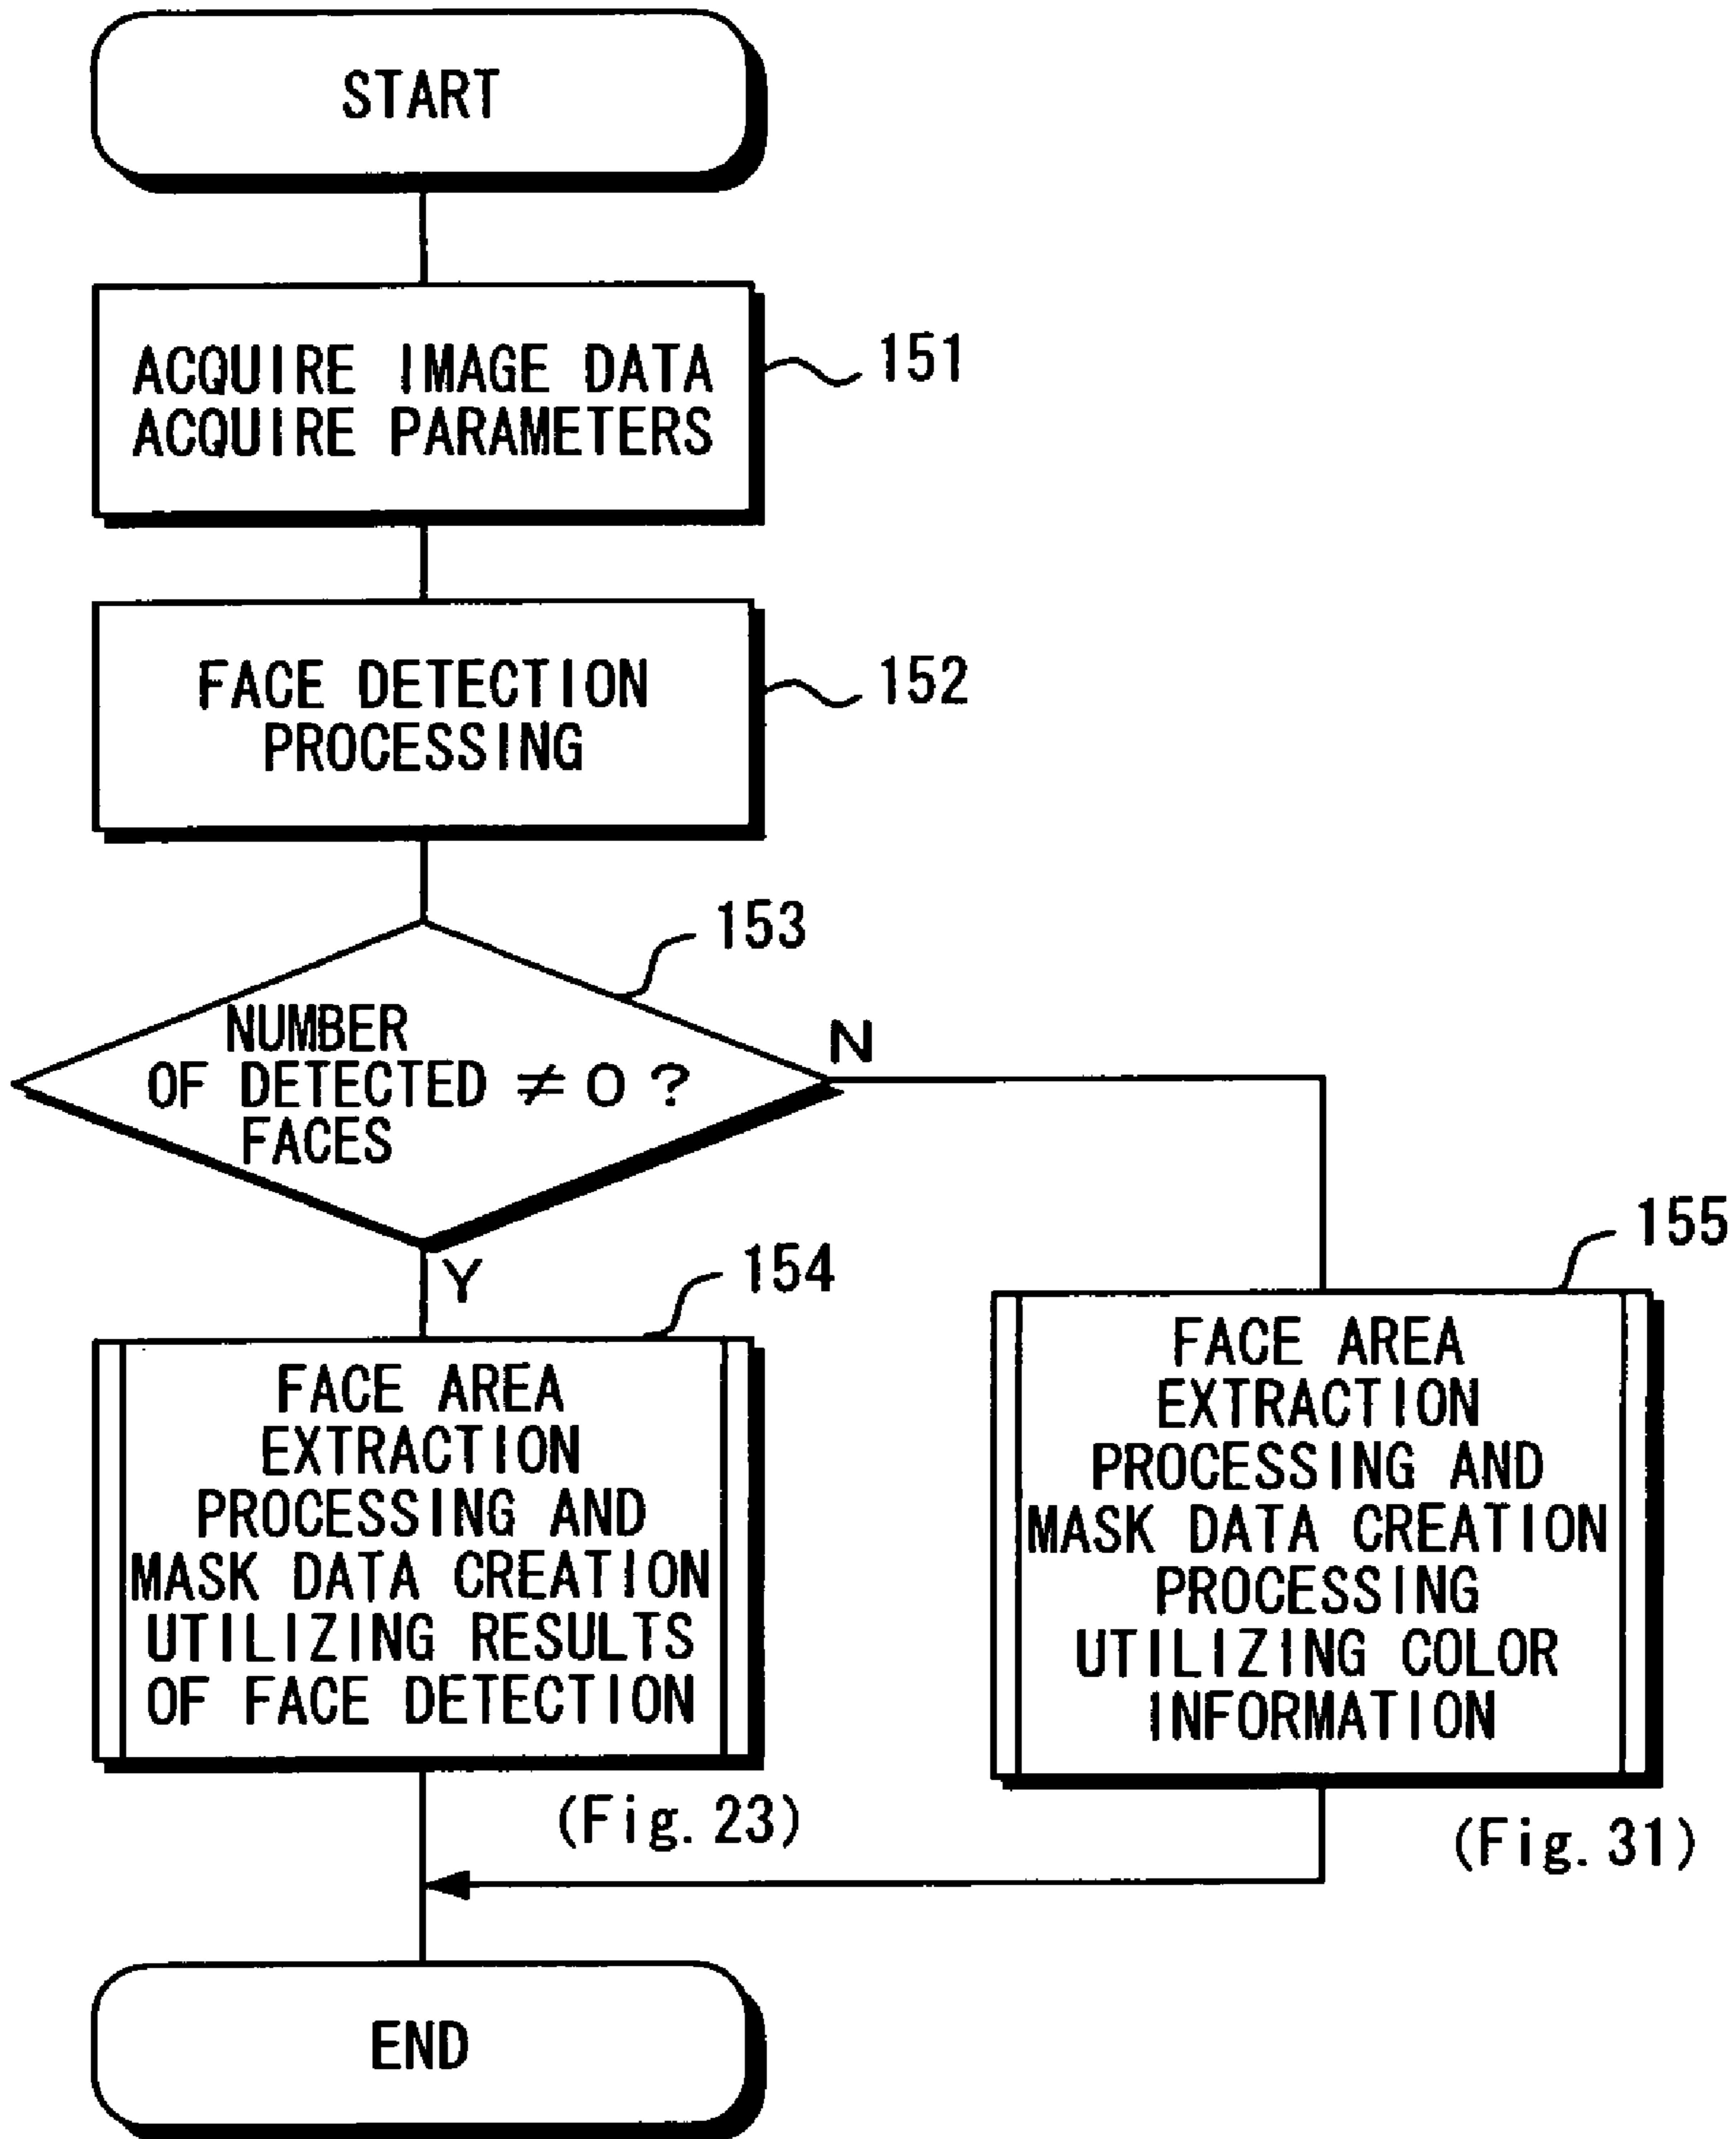 START
ACQUIRE IMAGE DATA
ACQUIRE PARAMETERS
151
FACE DETECTION
PROCESSING
152
153
NUMBER
OF DETECTED ≠ 0 ?
FACES
N
Y
154
FACE AREA
EXTRACTION
PROCESSING AND
MASK DATA CREATION
UTILIZING RESULTS
OF FACE DETECTION
(Fig. 23)
155
FACE AREA
EXTRACTION
PROCESSING AND
MASK DATA CREATION
PROCESSING
UTILIZING COLOR
INFORMATION
(Fig. 31)
END